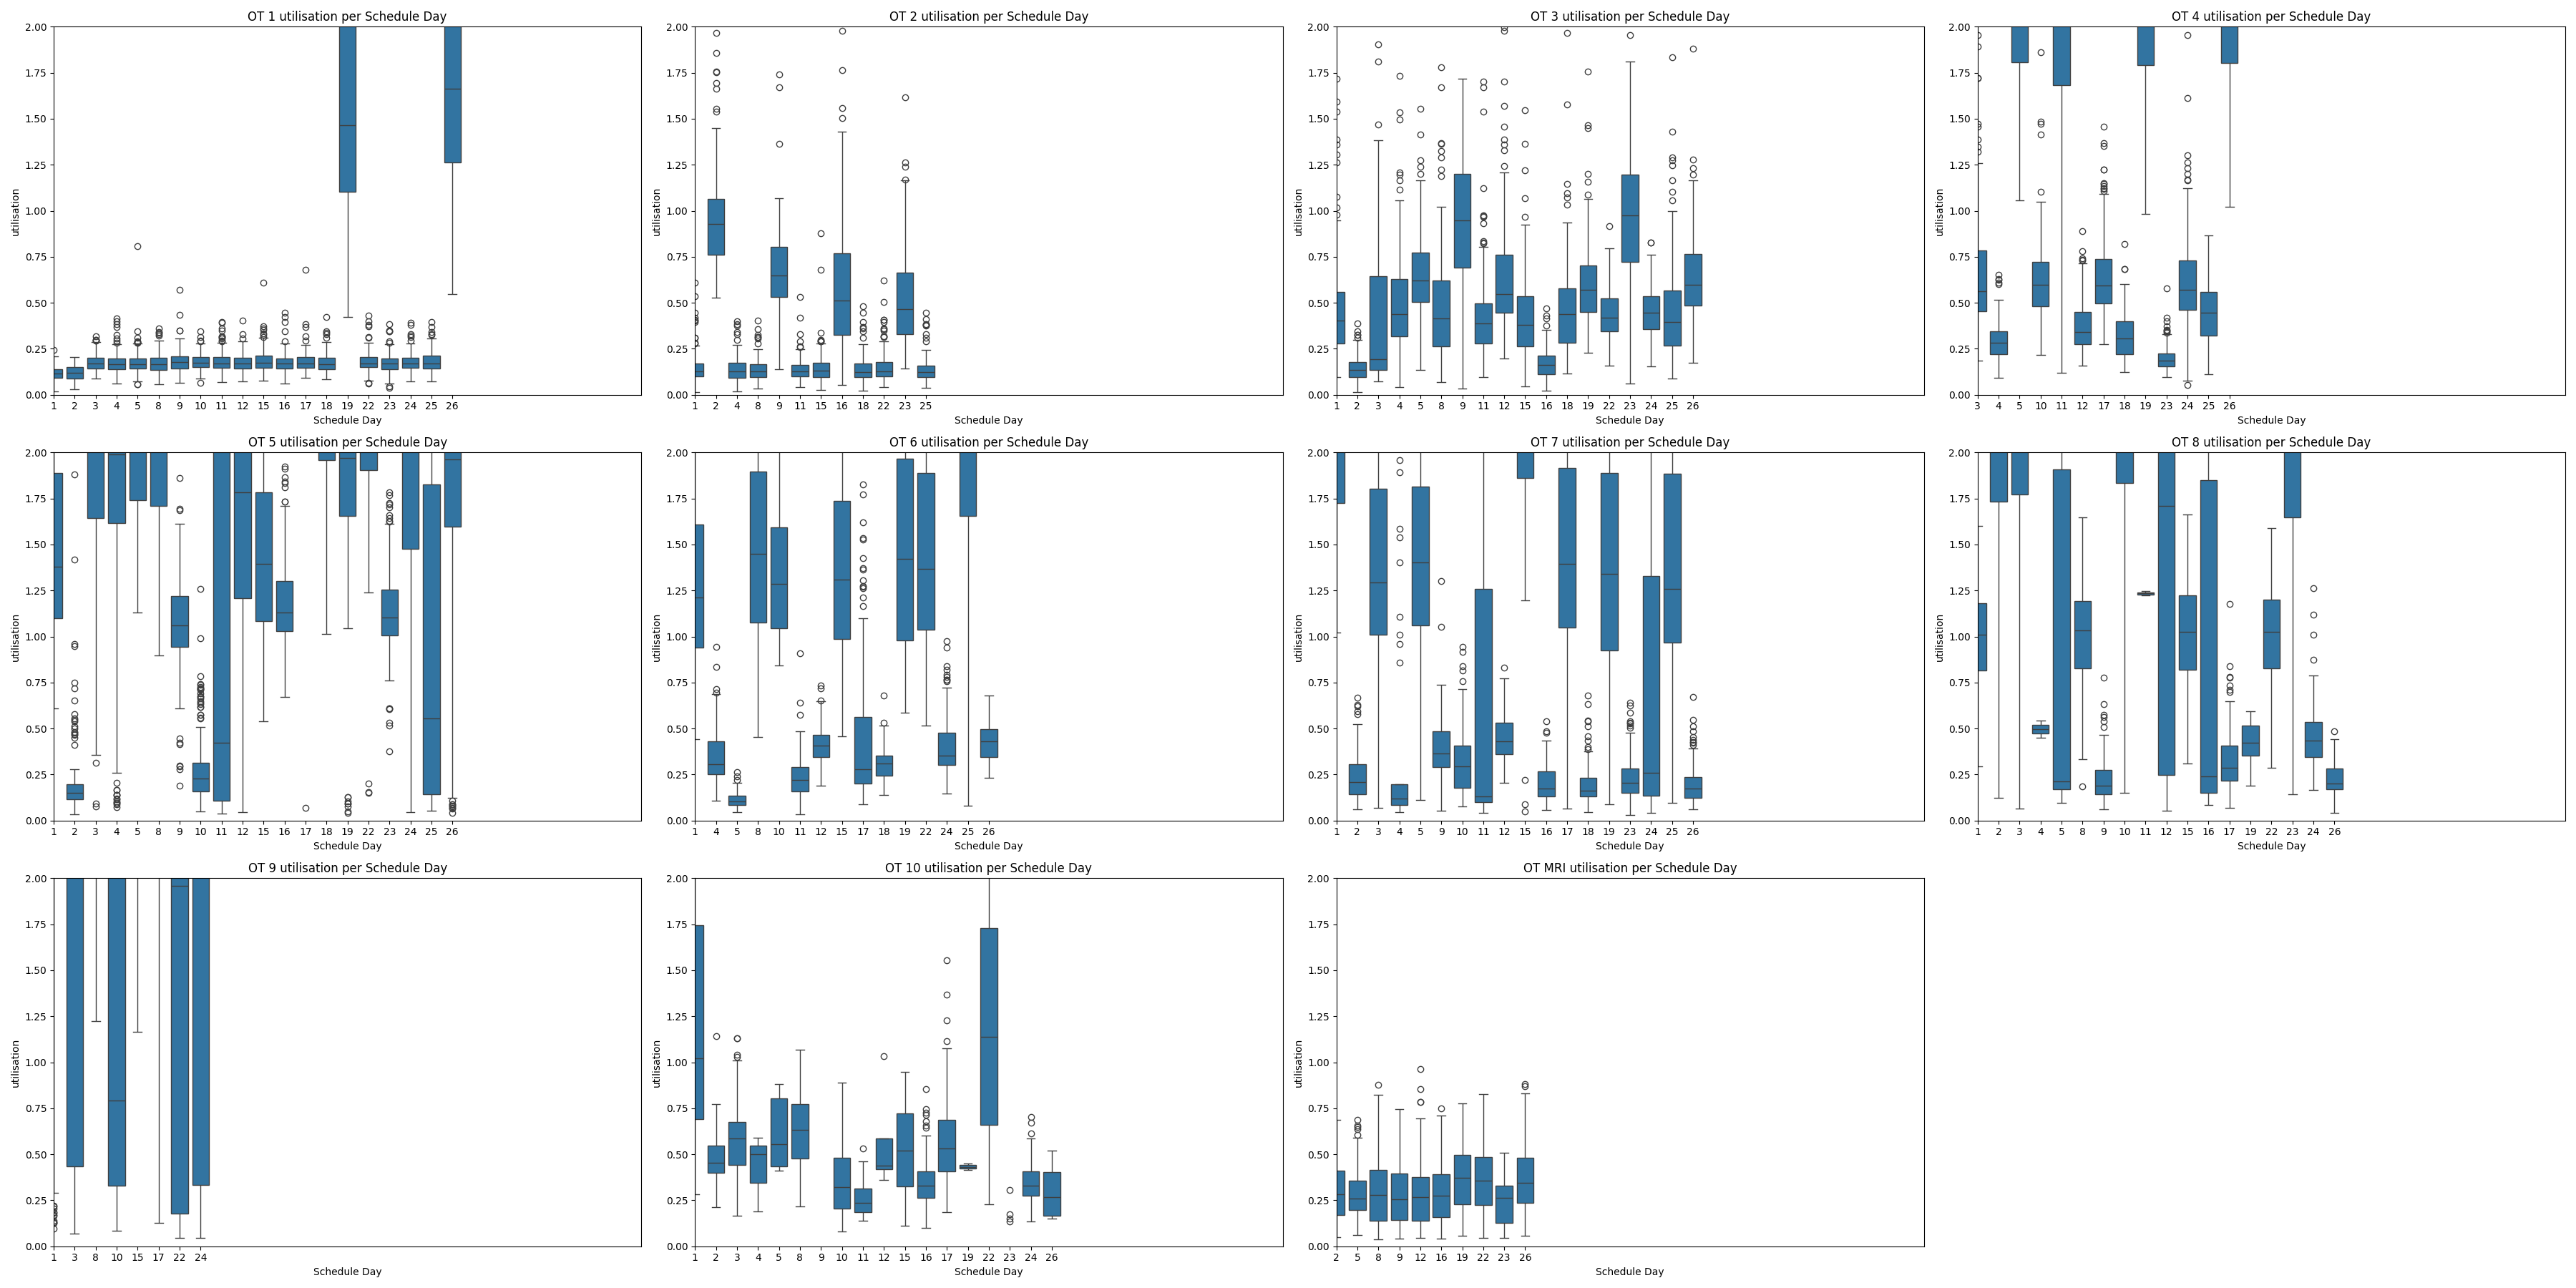 OT 1 utilisation per Schedule Day
utilisation
2.00
1.75
1.50
1.25
1.00
0.75
0.50
0.25
0.00
1 2 3 4 5 8 9 10 11 12 15 16 17 18 19 22 23 24 25 26
Schedule Day
OT 2 utilisation per Schedule Day
utilisation
2.00
1.75
1.50
1.25
1.00
0.75
0.50
0.25
0.00
1 2 4 8 9 11 15 16 18 22 23 25
Schedule Day
OT 3 utilisation per Schedule Day
utilisation
2.00
1.75
1.50
1.25
1.00
0.75
0.50
0.25
0.00
1 2 3 4 5 8 9 11 12 15 16 18 19 22 23 24 25 26
Schedule Day
OT 4 utilisation per Schedule Day
utilisation
2.00
1.75
1.50
1.25
1.00
0.75
0.50
0.25
0.00
3 4 5 10 11 12 17 18 19 23 24 25 26
Schedule Day
OT 5 utilisation per Schedule Day
utilisation
2.00
1.75
1.50
1.25
1.00
0.75
0.50
0.25
0.00
1 2 3 4 5 8 9 10 11 12 15 16 17 18 19 22 23 24 25 26
Schedule Day
OT 6 utilisation per Schedule Day
utilisation
2.00
1.75
1.50
1.25
1.00
0.75
0.50
0.25
0.00
1 4 5 8 10 11 12 15 17 18 19 22 24 25 26
Schedule Day
OT 7 utilisation per Schedule Day
utilisation
2.00
1.75
1.50
1.25
1.00
0.75
0.50
0.25
0.00
1 2 3 4 5 9 10 11 12 15 16 17 18 19 23 24 25 26
Schedule Day
OT 8 utilisation per Schedule Day
utilisation
2.00
1.75
1.50
1.25
1.00
0.75
0.50
0.25
0.00
1 2 3 4 5 8 9 10 11 12 15 16 17 19 22 23 24 26
Schedule Day
OT 9 utilisation per Schedule Day
utilisation
2.00
1.75
1.50
1.25
1.00
0.75
0.50
0.25
0.00
1 3 8 10 15 17 22 24
Schedule Day
OT 10 utilisation per Schedule Day
utilisation
2.00
1.75
1.50
1.25
1.00
0.75
0.50
0.25
0.00
1 2 3 4 5 8 9 10 11 12 15 16 17 19 22 23 24 26
Schedule Day
OT MRI utilisation per Schedule Day
utilisation
2.00
1.75
1.50
1.25
1.00
0.75
0.50
0.25
0.00
2 5 8 9 12 16 19 22 23 26
Schedule Day